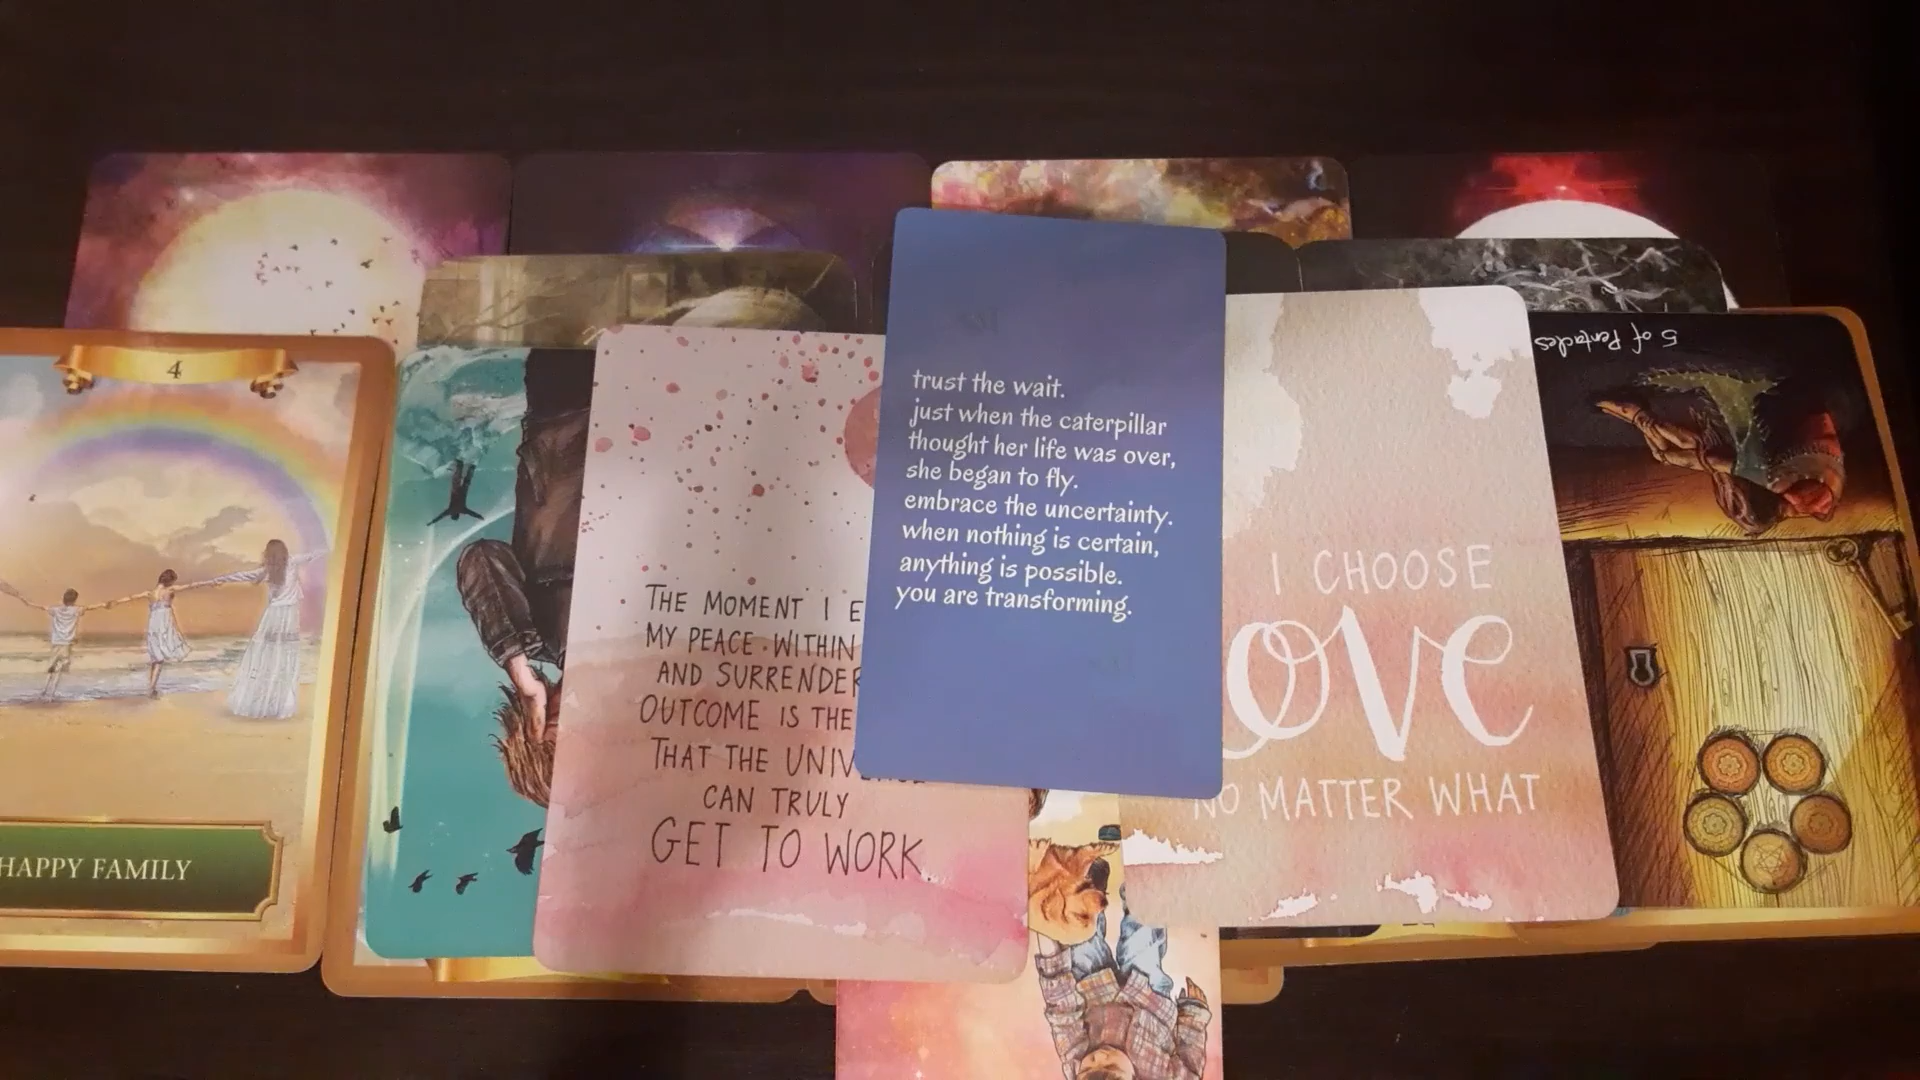 4
HAPPY FAMILY
THE MOMENT I E
MY PEACE WITHIN
AND SURRENDER
OUTCOME IS THE
THAT THE UNIV
CAN TRULY
GET TO WORK.
trust the wait.
just when the caterpillar
thought her life was over,
she began to fly.
embrace the uncertainty.
when nothing is certain,
anything is possible.
you are transforming.
I CHOOSE
OVE
NO MATTER WHAT
5 of Pentacles